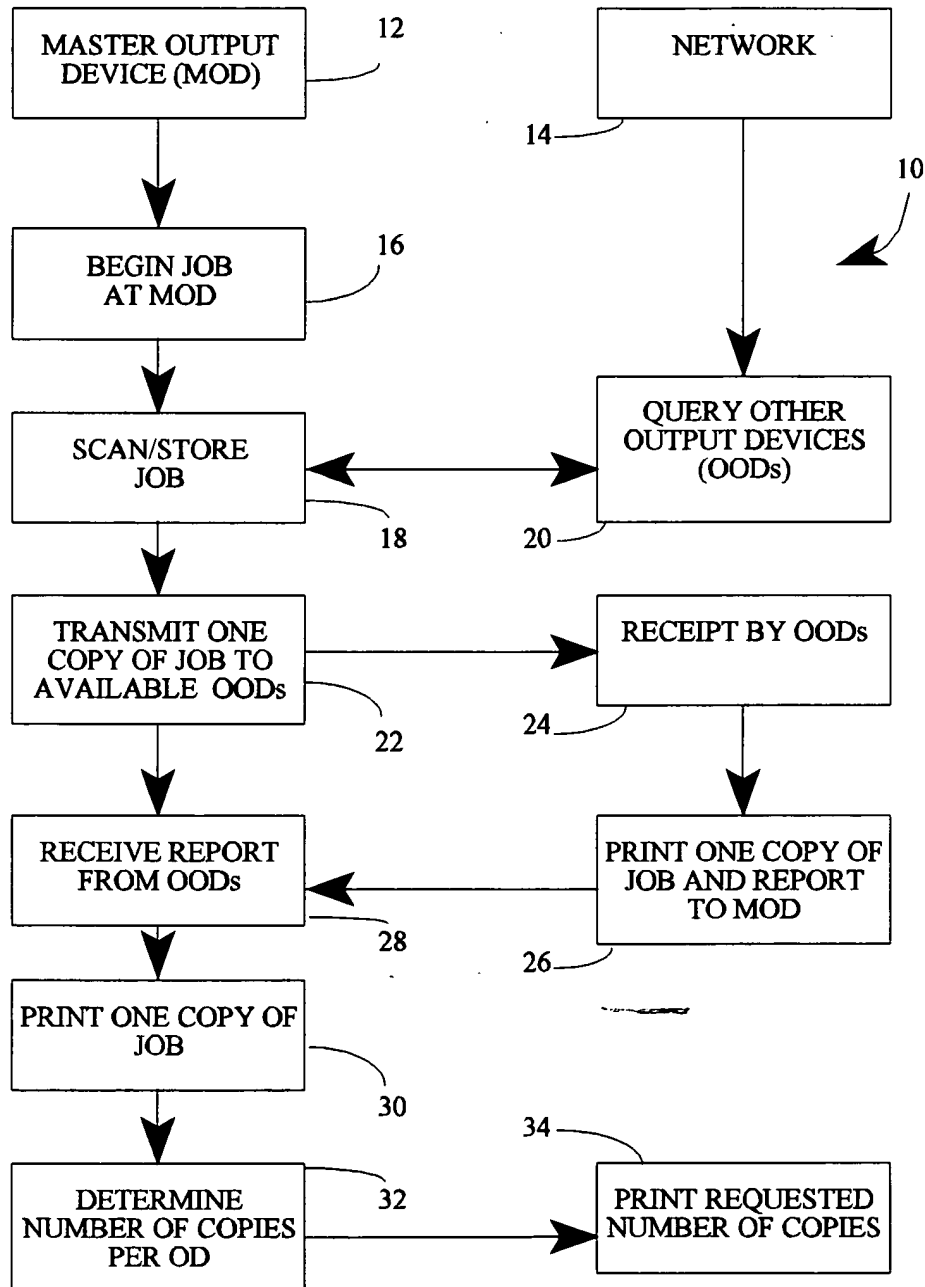 MASTER OUTPUT
DEVICE (MOD)
12
NETWORK
14
10
BEGIN JOB
AT MOD
16
SCAN/STORE
JOB
18
QUERY OTHER
OUTPUT DEVICES
(OODs)
20
TRANSMIT ONE
COPY OF JOB TO
AVAILABLE OODs
22
RECEIPT BY OODs
24
RECEIVE REPORT
FROM OODs
28
PRINT ONE COPY OF
JOB AND REPORT
TO MOD
26
PRINT ONE COPY OF
JOB
30
DETERMINE
NUMBER OF COPIES
PER OD
32
34
PRINT REQUESTED
NUMBER OF COPIES